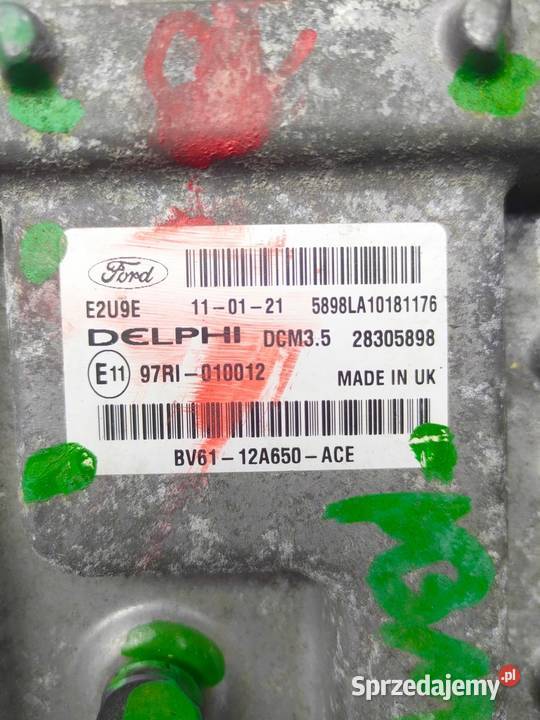 Ford
E2U9E 11-01-21 5898LA10181176
DELPHI DCM3.5 28305898
E11 97RI-010012 MADE IN UK
BV61-12A650-ACE
Sprzedajemy.pl